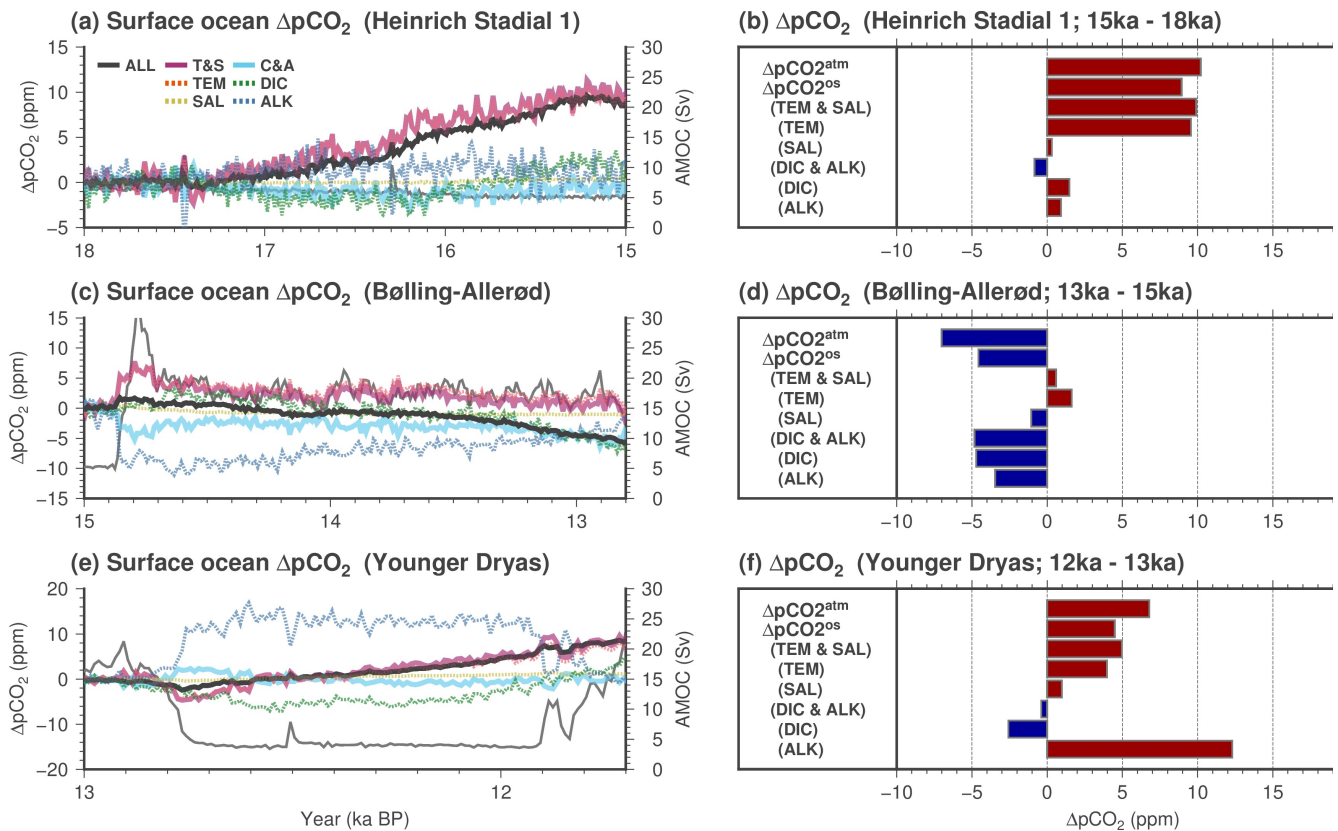 (a) Surface ocean ΔpCO₂ (Heinrich Stadial 1)
15
10
5
0
−5
ΔpCO₂ (ppm)
ALL
T&S
C&A
TEM
DIC
SAL
ALK
30
25
20
15
10
5
0
AMOC (Sv)
18
17
16
15
(b) ΔpCO₂ (Heinrich Stadial 1; 15ka - 18ka)
ΔpCO2ᵃᵗᵐ
ΔpCO2ᵒˢ
(TEM & SAL)
(TEM)
(SAL)
(DIC & ALK)
(DIC)
(ALK)
−10
−5
0
5
10
15
(c) Surface ocean ΔpCO₂ (Bølling-Allerød)
15
10
5
0
−5
−10
−15
ΔpCO₂ (ppm)
30
25
20
15
10
5
0
AMOC (Sv)
15
14
13
(d) ΔpCO₂ (Bølling-Allerød; 13ka - 15ka)
ΔpCO2ᵃᵗᵐ
ΔpCO2ᵒˢ
(TEM & SAL)
(TEM)
(SAL)
(DIC & ALK)
(DIC)
(ALK)
−10
−5
0
5
10
15
(e) Surface ocean ΔpCO₂ (Younger Dryas)
20
10
0
−10
−20
ΔpCO₂ (ppm)
30
25
20
15
10
5
0
AMOC (Sv)
13
12
Year (ka BP)
(f) ΔpCO₂ (Younger Dryas; 12ka - 13ka)
ΔpCO2ᵃᵗᵐ
ΔpCO2ᵒˢ
(TEM & SAL)
(TEM)
(SAL)
(DIC & ALK)
(DIC)
(ALK)
−10
−5
0
5
10
15
ΔpCO₂ (ppm)